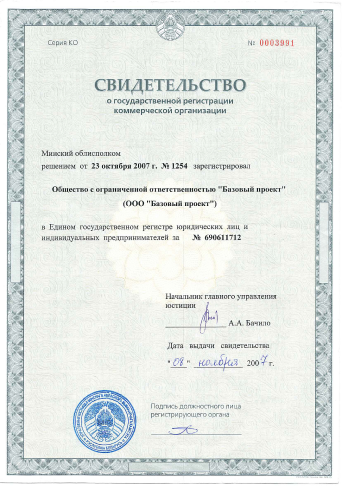 Серия КО № 0003991
СВИДЕТЕЛЬСТВО
о государственной регистрации
коммерческой организации
Минский облисполком
решением от 23 октября 2007 г. № 1254 зарегистрировал
Общество с ограниченной ответственностью "Базовый проект"
(ООО "Базовый проект")
в Едином государственном регистре юридических лиц и
индивидуальных предпринимателей за № 690611712
Начальник главного управления
юстиции
А.А. Бачило
Дата выдачи свидетельства
"08" ноября 2007 г.
Подпись должностного лица
регистрирующего органа